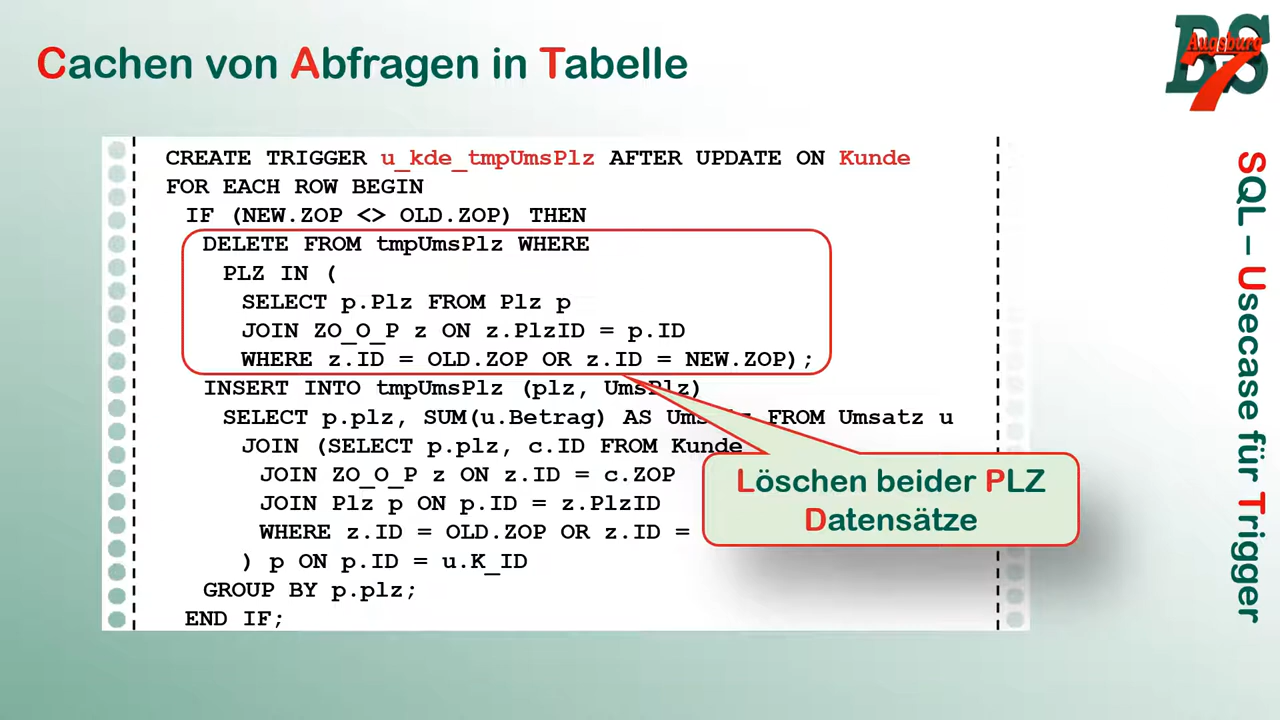 Cachen von Abfragen in Tabelle
BS
Augsburg
7
CREATE TRIGGER u_kde_tmpUmsPlz AFTER UPDATE ON Kunde
FOR EACH ROW BEGIN
IF (NEW.ZOP <> OLD.ZOP) THEN
DELETE FROM tmpUmsPlz WHERE
PLZ IN (
SELECT p.Plz FROM Plz p
JOIN ZO_O_P z ON z.PlzID = p.ID
WHERE z.ID = OLD.ZOP OR z.ID = NEW.ZOP);
INSERT INTO tmpUmsPlz (plz, UmsPlz)
SELECT p.plz, SUM(u.Betrag) AS Umsatz FROM Umsatz u
JOIN (SELECT p.plz, c.ID FROM Kunde
JOIN ZO_O_P z ON z.ID = c.ZOP
JOIN Plz p ON p.ID = z.PlzID
WHERE z.ID = OLD.ZOP OR z.ID =
) p ON p.ID = u.K_ID
GROUP BY p.plz;
END IF;
Löschen beider PLZ
Datensätze
SQL – Usecase für Trigger